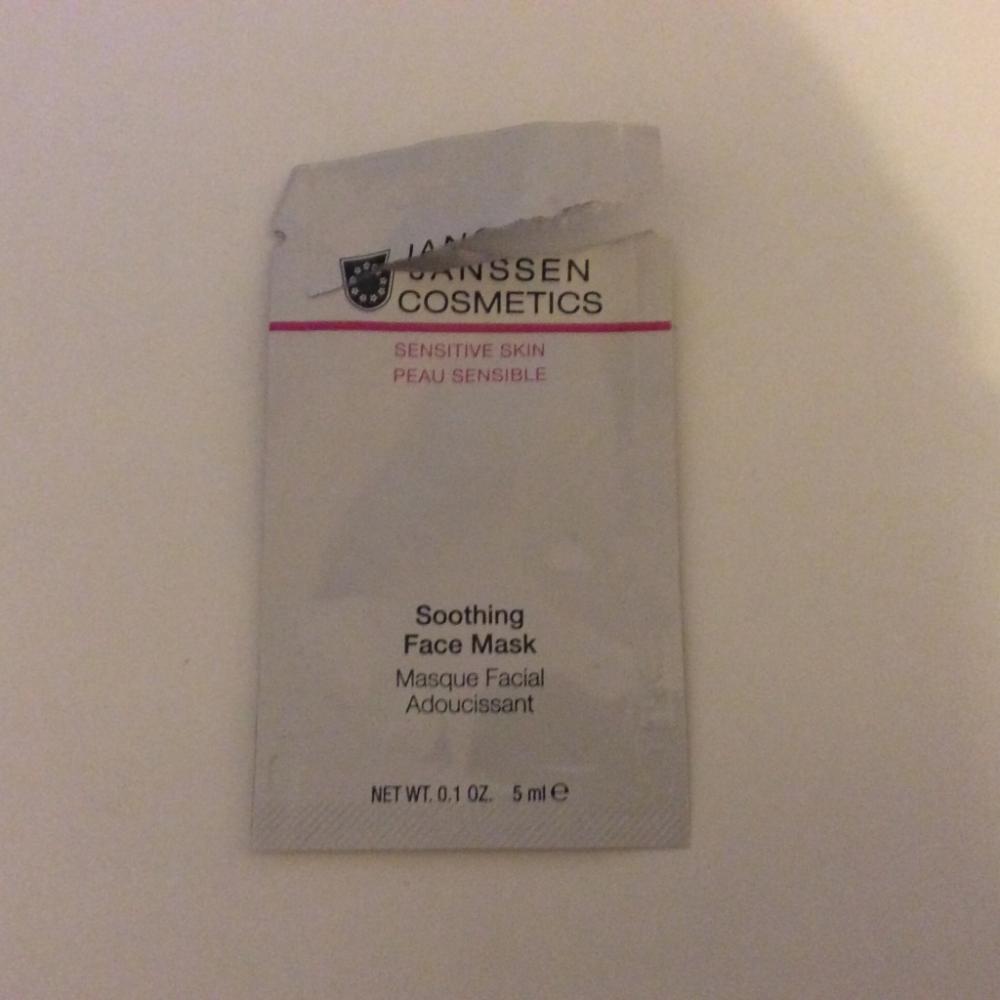 JANSSEN
COSMETICS
SENSITIVE SKIN
PEAU SENSIBLE
Soothing
Face Mask
Masque Facial
Adoucissant
NET WT. 0.1 OZ. 5 ml ℮